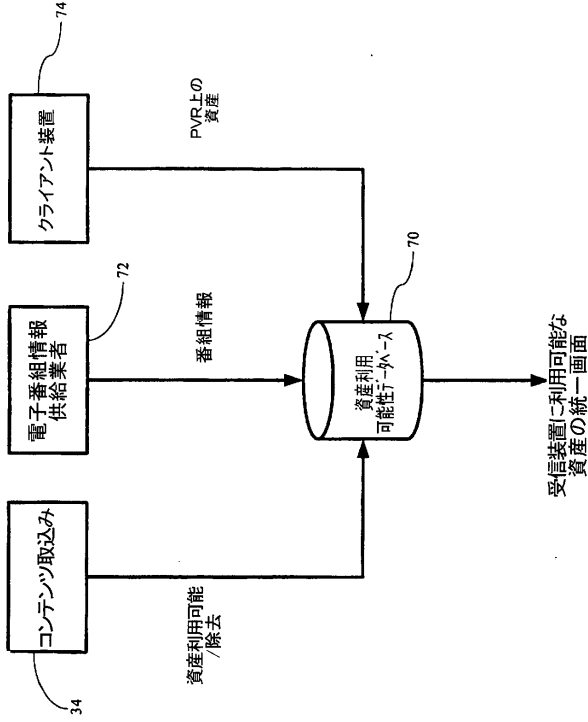 34
コンテンツ取込み
電子番組情報
供給業者
72
クライアント装置
74
資産利用可能
/除去
番組情報
PVR上の
資産
資産利用
可能性データベース
70
受信装置に利用可能な
資産の統一画面